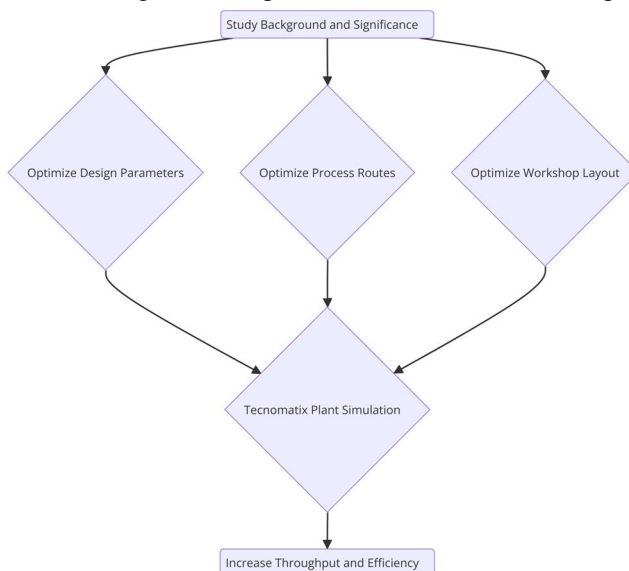 Study Background and Significance
Optimize Design Parameters
Optimize Process Routes
Optimize Workshop Layout
Tecnomatix Plant Simulation
Increase Throughput and Efficiency